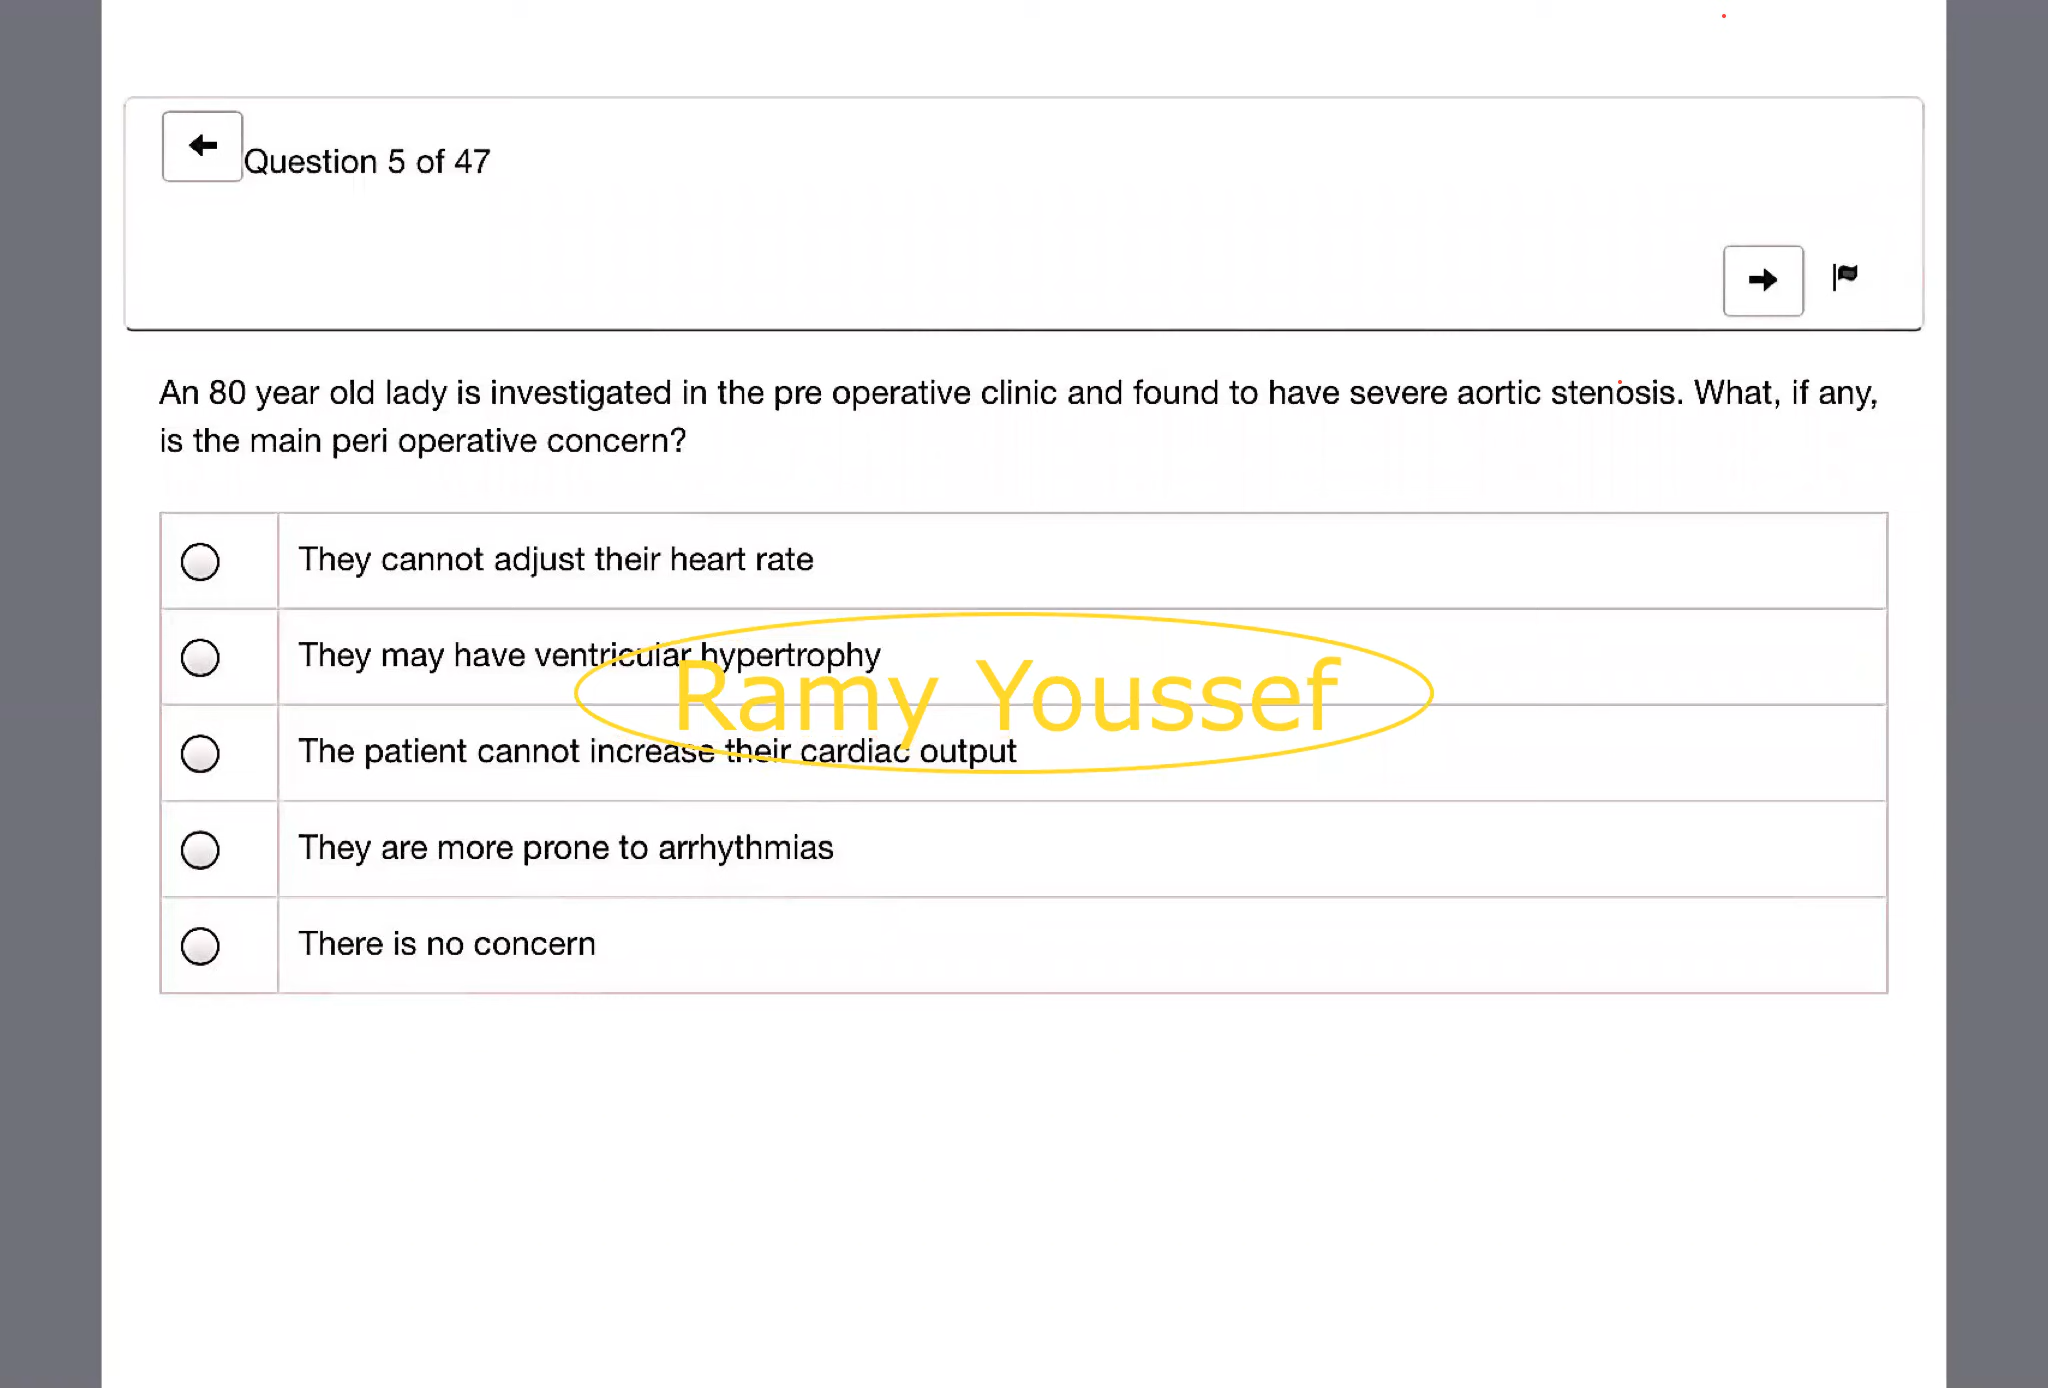 Question 5 of 47
An 80 year old lady is investigated in the pre operative clinic and found to have severe aortic stenosis. What, if any,
is the main peri operative concern?
They cannot adjust their heart rate
They may have ventricular hypertrophy
Ramy Youssef
The patient cannot increase their cardiac output
They are more prone to arrhythmias
There is no concern